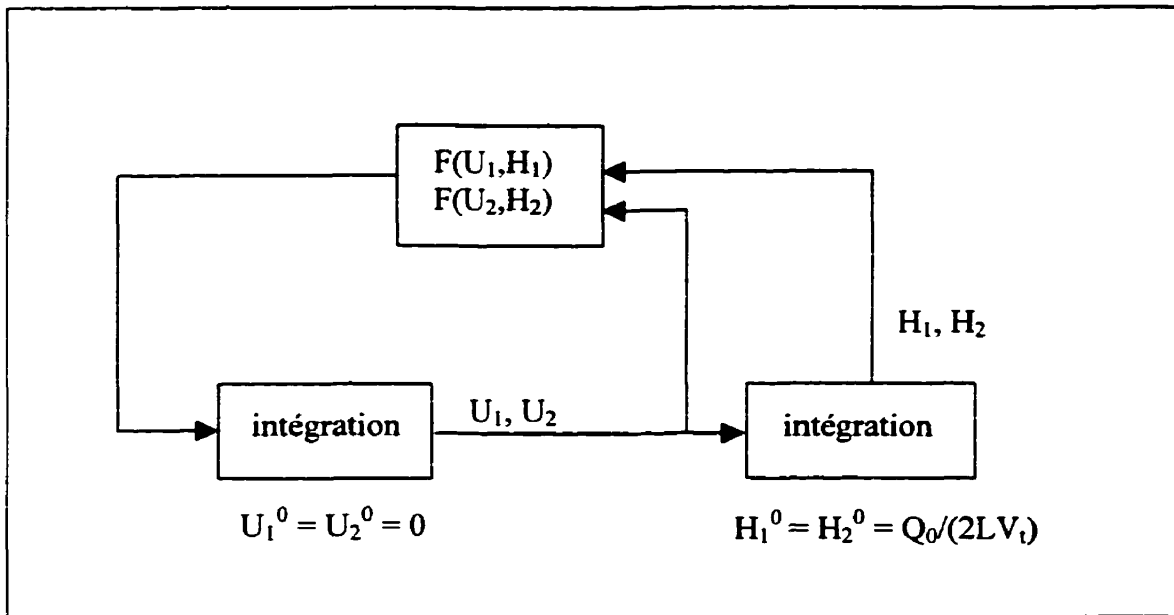 F(U₁,H₁)
F(U₂,H₂)
H₁, H₂
intégration
U₁, U₂
intégration
U₁⁰ = U₂⁰ = 0
H₁⁰ = H₂⁰ = Q₀/(2LVₜ)